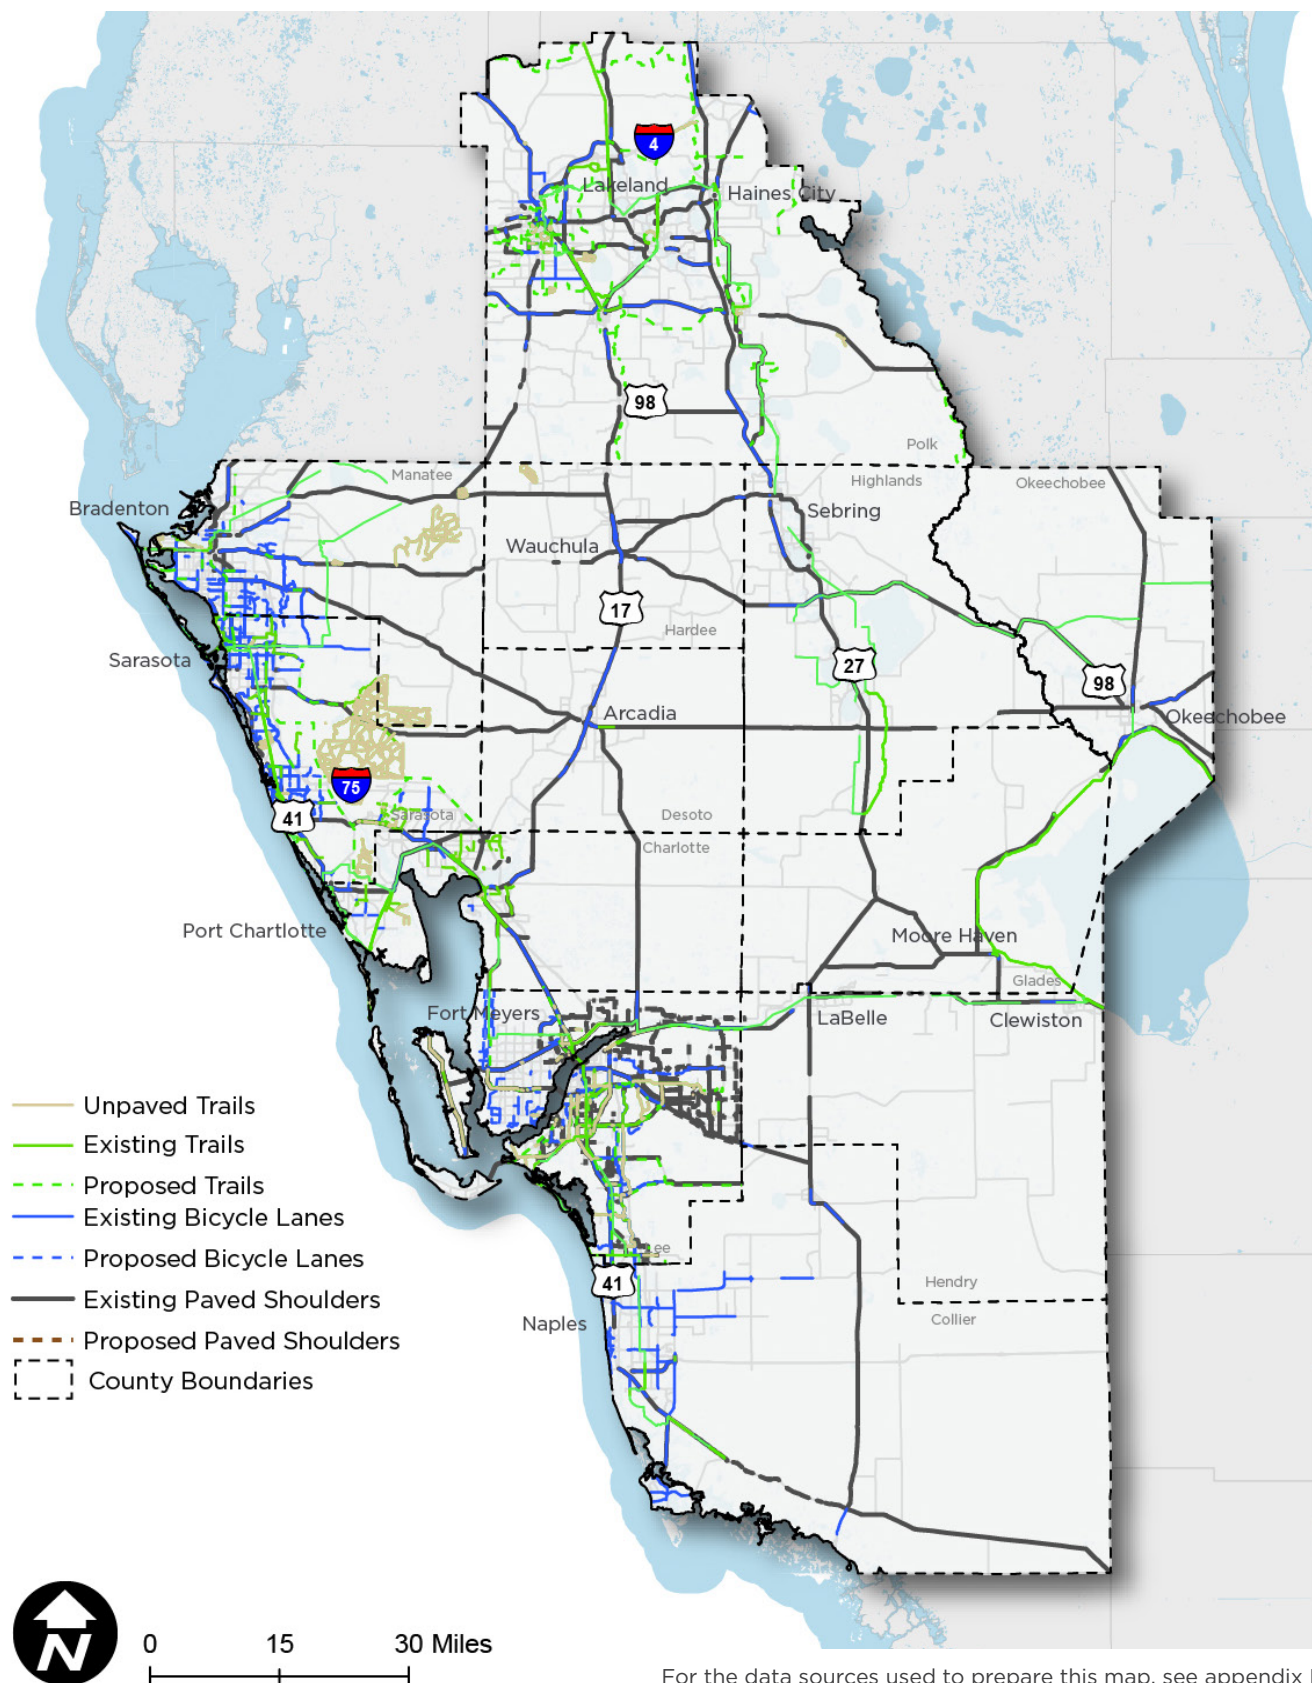 4
Lakeland
Haines City
98
Polk
Manatee
Highlands
Okeechobee
Bradenton
Sebring
Wauchula
17
Hardee
Sarasota
27
98
Arcadia
Okeechobee
75
41
Sarasota
Desoto
Charlotte
Port Chartlotte
Moore Haven
Glades
Fort Meyers
LaBelle
Clewiston
Unpaved Trails
Existing Trails
Proposed Trails
Existing Bicycle Lanes
Proposed Bicycle Lanes
Existing Paved Shoulders
Proposed Paved Shoulders
County Boundaries
Lee
41
Hendry
Collier
Naples
N
0 15 30 Miles
For the data sources used to prepare this map, see appendix